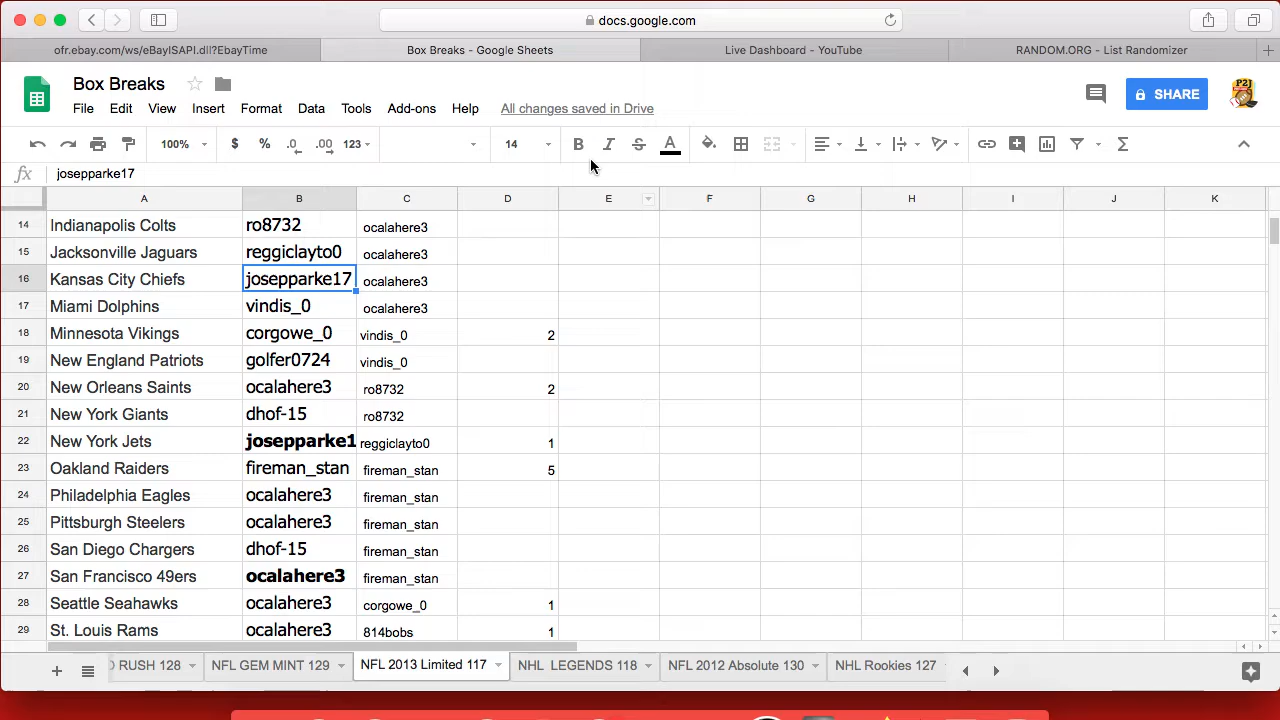 docs.google.com
ofr.ebay.com/ws/eBayISAPI.dll?EbayTime
Box Breaks - Google Sheets
Live Dashboard - YouTube
RANDOM.ORG - List Randomizer
Box Breaks
SHARE
P2J
File Edit View Insert Format Data Tools Add-ons Help All changes saved in Drive
100% $ % .0 .00 123 14 B I S A
fx josepparke17
A B C D E F G H I J K
14 Indianapolis Colts ro8732 ocalahere3
15 Jacksonville Jaguars reggiclayto0 ocalahere3
16 Kansas City Chiefs josepparke17 ocalahere3
17 Miami Dolphins vindis_0 ocalahere3
18 Minnesota Vikings corgowe_0 vindis_0 2
19 New England Patriots golfer0724 vindis_0
20 New Orleans Saints ocalahere3 ro8732 2
21 New York Giants dhof-15 ro8732
22 New York Jets josepparke1 reggiclayto0 1
23 Oakland Raiders fireman_stan fireman_stan 5
24 Philadelphia Eagles ocalahere3 fireman_stan
25 Pittsburgh Steelers ocalahere3 fireman_stan
26 San Diego Chargers dhof-15 fireman_stan
27 San Francisco 49ers ocalahere3 fireman_stan
28 Seattle Seahawks ocalahere3 corgowe_0 1
29 St. Louis Rams ocalahere3 814bobs 1
RUSH 128 NFL GEM MINT 129 NFL 2013 Limited 117 NHL LEGENDS 118 NFL 2012 Absolute 130 NHL Rookies 127